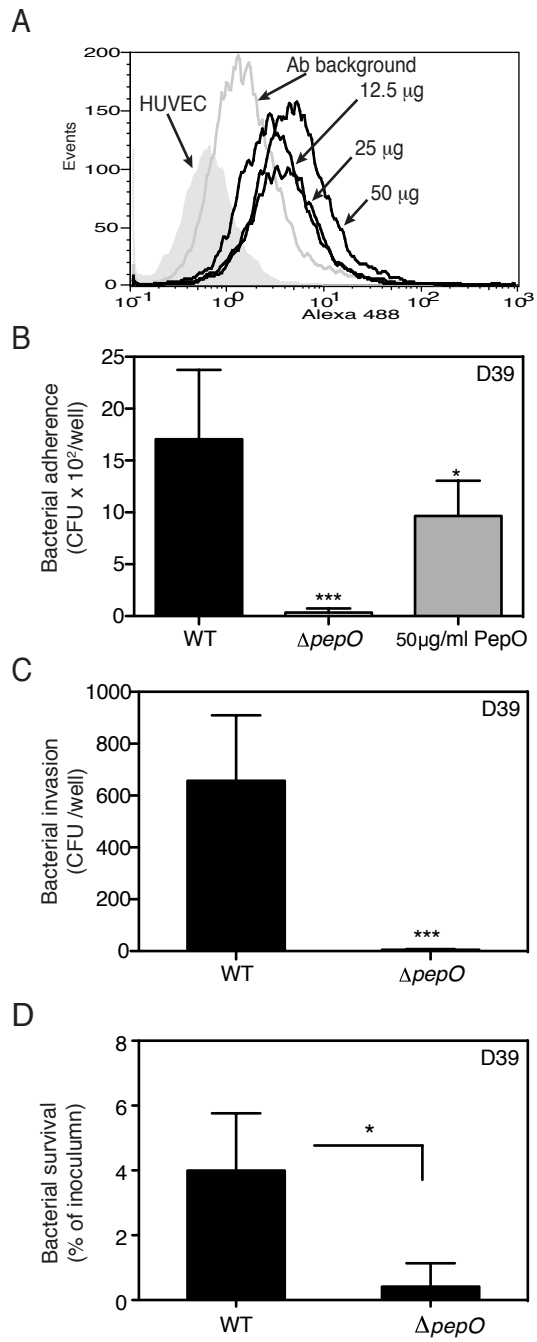 A
200
150
100
50
0
Events
HUVEC
Ab background
12.5 μg
25 μg
50 μg
10-1 100 101 102 103
Alexa 488
B
D39
25
20
15
10
5
0
Bacterial adherence
(CFU x 10²/well)
***
*
WT ΔpepO 50μg/ml PepO
C
D39
1000
800
600
400
200
0
Bacterial invasion
(CFU /well)
***
WT ΔpepO
D
D39
8
6
4
2
0
Bacterial survival
(% of inoculumn)
*
WT ΔpepO